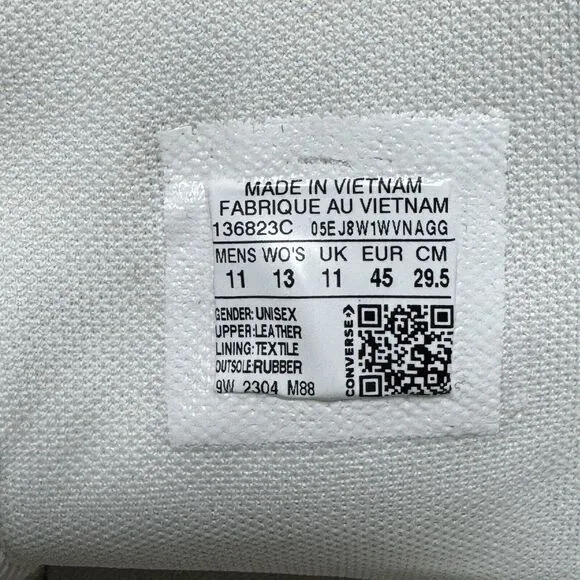 MADE IN VIETNAM
FABRIQUE AU VIETNAM
136823C 05EJ8W1WVNAGG
MENS WO'S UK EUR CM
11 13 11 45 29.5
GENDER: UNISEX
UPPER: LEATHER
LINING: TEXTILE
OUTSOLE: RUBBER
9W 2304 M88
CONVERSE